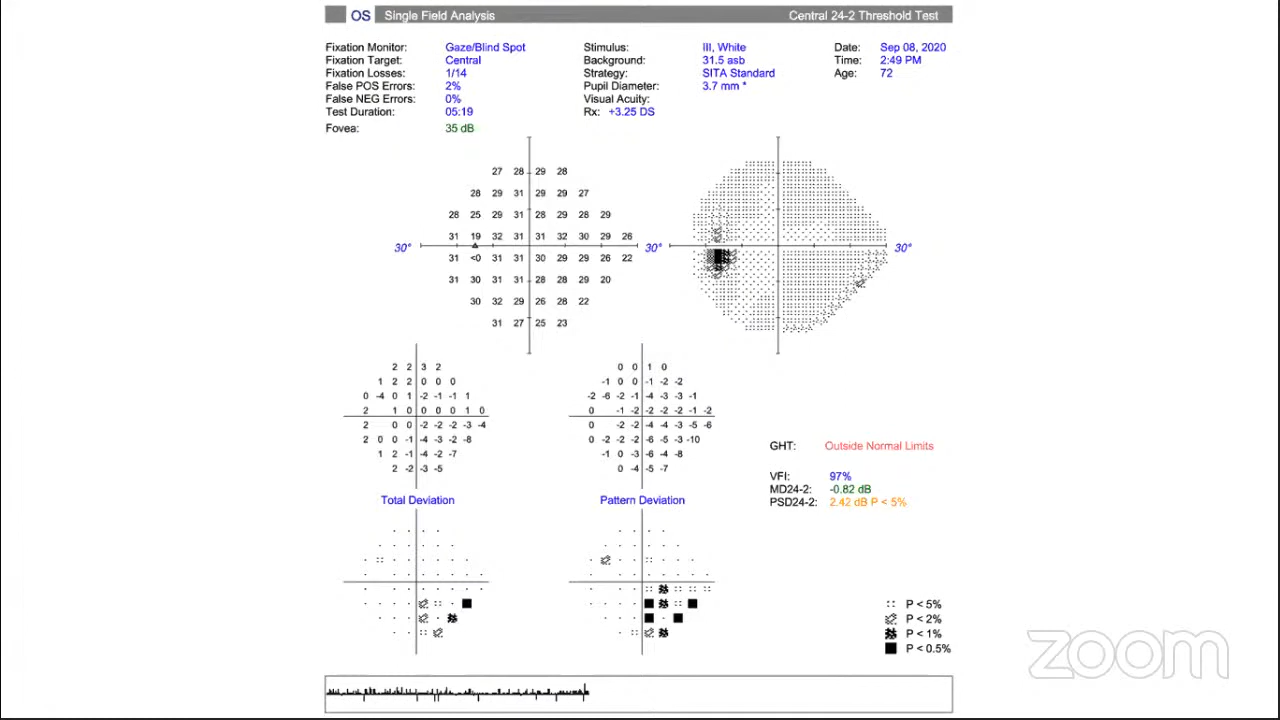 OS Single Field Analysis Central 24-2 Threshold Test
Fixation Monitor: Gaze/Blind Spot Stimulus: III, White Date: Sep 08, 2020
Fixation Target: Central Background: 31.5 asb Time: 2:49 PM
Fixation Losses: 1/14 Strategy: SITA Standard Age: 72
False POS Errors: 2% Pupil Diameter: 3.7 mm *
False NEG Errors: 0% Visual Acuity:
Test Duration: 05:19 Rx: +3.25 DS
Fovea: 35 dB
27 28 29 28
28 29 31 29 29 27
28 25 29 31 28 29 28 29
31 19 32 31 31 32 30 29 26
30° 30° 30°
31 <0 31 31 30 29 29 26 22
31 30 31 31 28 28 29 20
30 32 29 26 28 22
31 27 25 23
2 2 3 2 0 0 1 0
1 2 2 0 0 0 -1 0 0 -1 -2 -2
0 -4 0 1 -2 -1 -1 1 -2 -6 -2 -1 -4 -3 -3 -1
2 1 0 0 0 0 1 0 0 -1 -2 -2 -2 -2 -1 -2
2 0 0 -2 -2 -2 -3 -4 0 -2 -2 -4 -4 -3 -5 -6
2 0 0 -1 -4 -3 -2 -8 0 -2 -2 -2 -6 -5 -3 -10
1 2 -1 -4 -2 -7 -1 0 -3 -6 -4 -8
2 -2 -3 -5 0 -4 -5 -7
GHT: Outside Normal Limits
VFI: 97%
MD24-2: -0.82 dB
PSD24-2: 2.42 dB P < 5%
Total Deviation Pattern Deviation
P < 5%
P < 2%
P < 1%
P < 0.5%
zoom